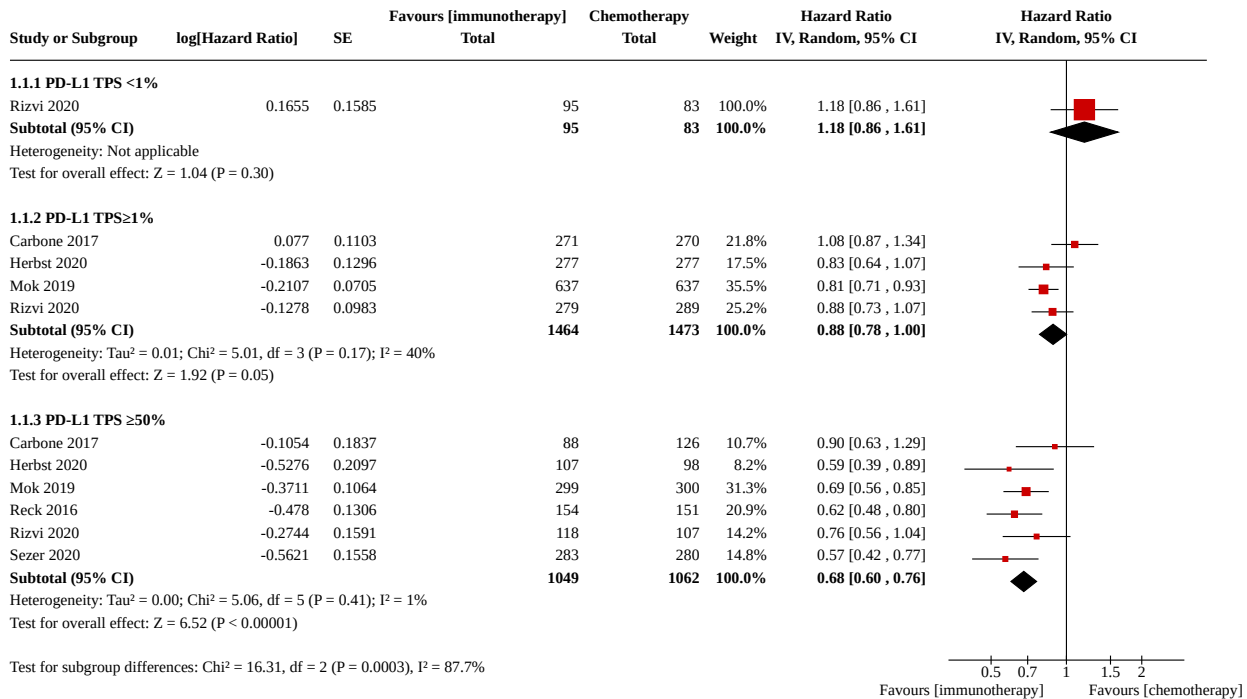 Favours [immunotherapy] Chemotherapy Hazard Ratio Hazard Ratio
Study or Subgroup log[Hazard Ratio] SE Total Total Weight IV, Random, 95% CI IV, Random, 95% CI
1.1.1 PD-L1 TPS <1%
Rizvi 2020 0.1655 0.1585 95 83 100.0% 1.18 [0.86 , 1.61]
Subtotal (95% CI) 95 83 100.0% 1.18 [0.86 , 1.61]
Heterogeneity: Not applicable
Test for overall effect: Z = 1.04 (P = 0.30)
1.1.2 PD-L1 TPS≥1%
Carbone 2017 0.077 0.1103 271 270 21.8% 1.08 [0.87 , 1.34]
Herbst 2020 -0.1863 0.1296 277 277 17.5% 0.83 [0.64 , 1.07]
Mok 2019 -0.2107 0.0705 637 637 35.5% 0.81 [0.71 , 0.93]
Rizvi 2020 -0.1278 0.0983 279 289 25.2% 0.88 [0.73 , 1.07]
Subtotal (95% CI) 1464 1473 100.0% 0.88 [0.78 , 1.00]
Heterogeneity: Tau² = 0.01; Chi² = 5.01, df = 3 (P = 0.17); I² = 40%
Test for overall effect: Z = 1.92 (P = 0.05)
1.1.3 PD-L1 TPS ≥50%
Carbone 2017 -0.1054 0.1837 88 126 10.7% 0.90 [0.63 , 1.29]
Herbst 2020 -0.5276 0.2097 107 98 8.2% 0.59 [0.39 , 0.89]
Mok 2019 -0.3711 0.1064 299 300 31.3% 0.69 [0.56 , 0.85]
Reck 2016 -0.478 0.1306 154 151 20.9% 0.62 [0.48 , 0.80]
Rizvi 2020 -0.2744 0.1591 118 107 14.2% 0.76 [0.56 , 1.04]
Sezer 2020 -0.5621 0.1558 283 280 14.8% 0.57 [0.42 , 0.77]
Subtotal (95% CI) 1049 1062 100.0% 0.68 [0.60 , 0.76]
Heterogeneity: Tau² = 0.00; Chi² = 5.06, df = 5 (P = 0.41); I² = 1%
Test for overall effect: Z = 6.52 (P < 0.00001)
Test for subgroup differences: Chi² = 16.31, df = 2 (P = 0.0003), I² = 87.7%
0.5 0.7 1 1.5 2
Favours [immunotherapy] Favours [chemotherapy]